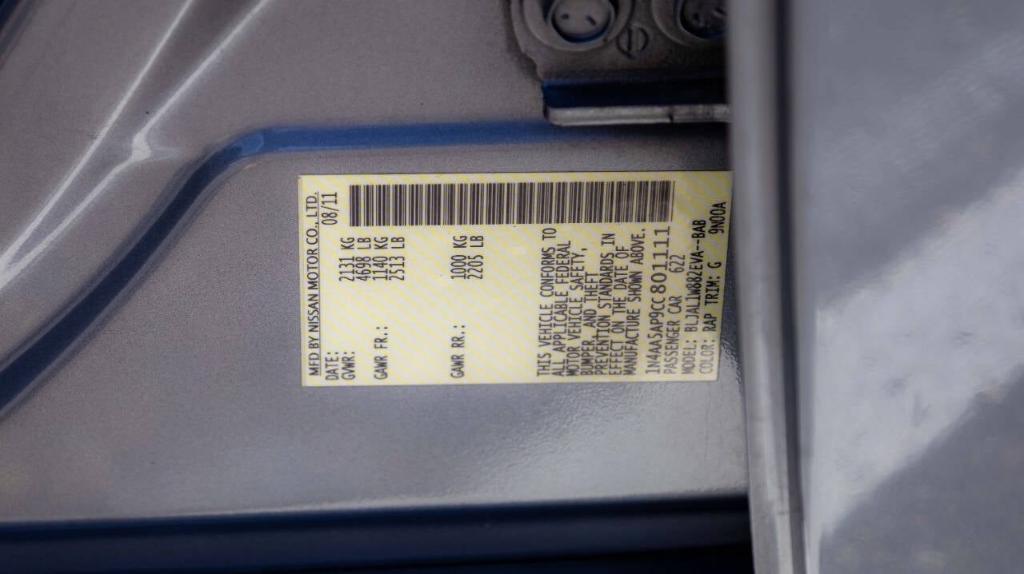 MFD BY NISSAN MOTOR CO., LTD.
DATE: 08/11
GVWR: 2131 KG
4698 LB
GAWR FR.: 1140 KG
2513 LB
GAWR RR.: 1000 KG
2205 LB
THIS VEHICLE CONFORMS TO
ALL APPLICABLE FEDERAL
MOTOR VEHICLE SAFETY,
BUMPER, AND THEFT
PREVENTION STANDARDS IN
EFFECT ON THE DATE OF
MANUFACTURE SHOWN ABOVE.
1N4AA5AP9CC801111
PASSENGER CAR 622
MODEL: BLJALIW882EVA--BAB
COLOR: RAP TRIM: G 9N00A